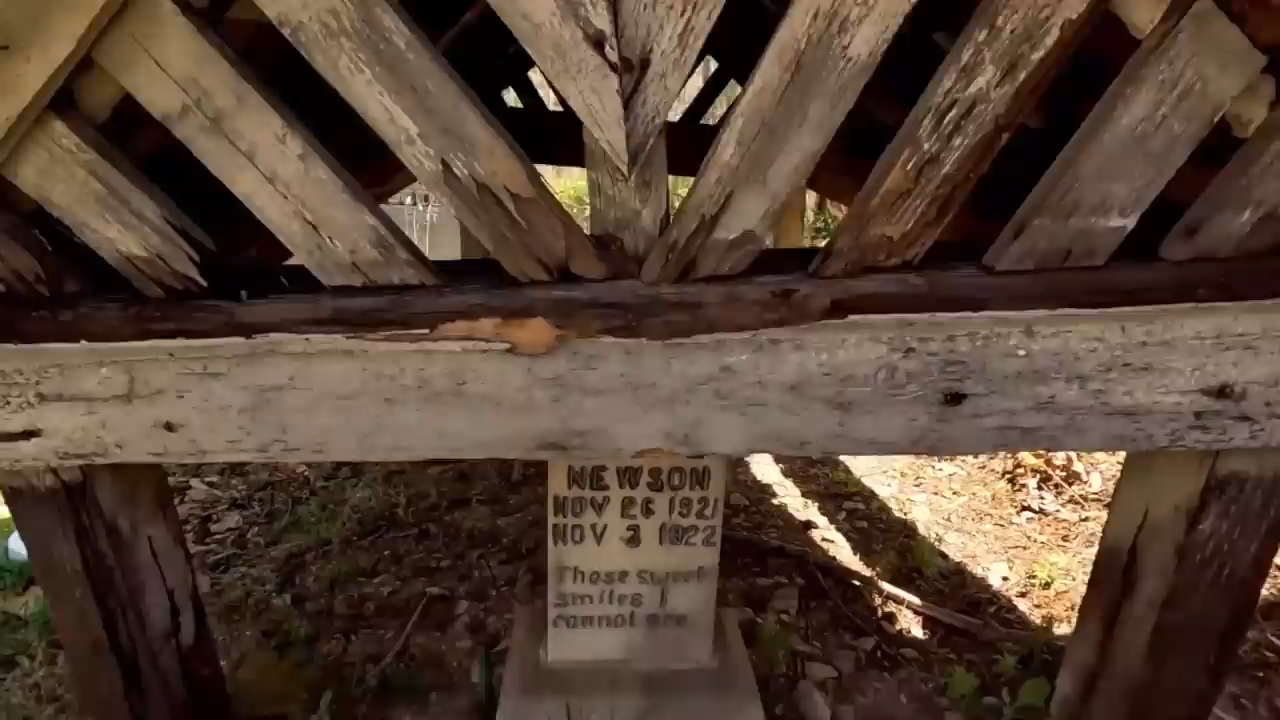 NEWSON
NOV 26 1921
NOV 3 1922
Those sweet
smiles I
cannot see